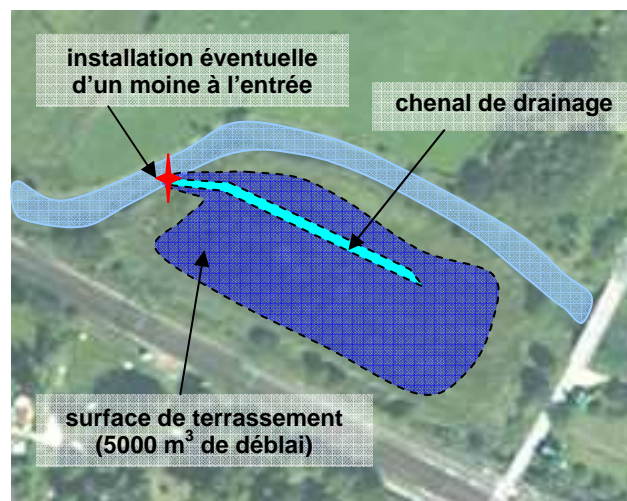 installation éventuelle
d’un moine à l’entrée
chenal de drainage
surface de terrassement
(5000 m³ de déblai)